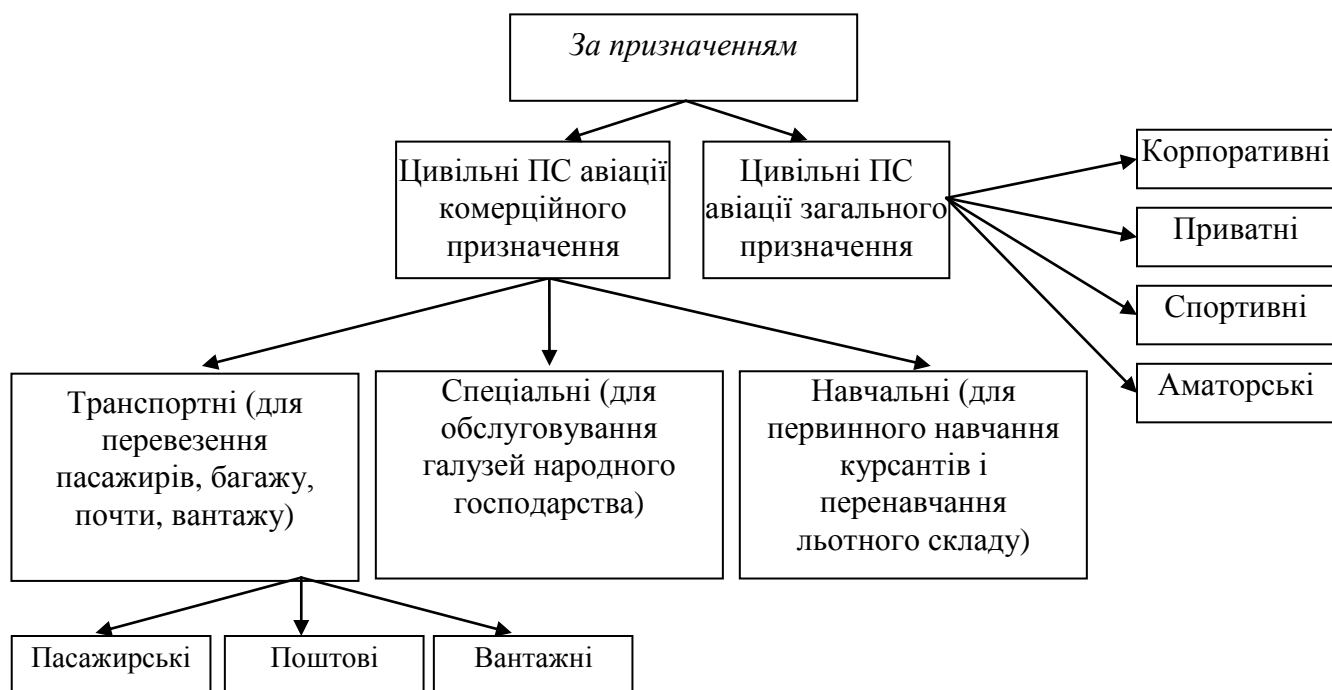 За призначенням
Цивільні ПС авіації
комерційного
призначення
Цивільні ПС
авіації загального
призначення
Корпоративні
Приватні
Спортивні
Аматорські
Транспортні (для
перевезення
пасажирів, багажу,
почти, вантажу)
Спеціальні (для
обслуговування
галузей народного
господарства)
Навчальні (для
первинного навчання
курсантів і
перенавчання
льотного складу)
Пасажирські
Поштові
Вантажні